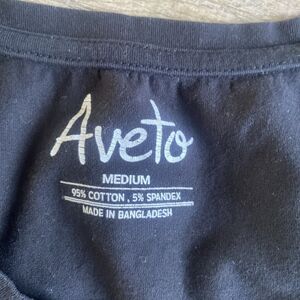 Aveto
MEDIUM
95% COTTON, 5% SPANDEX
MADE IN BANGLADESH